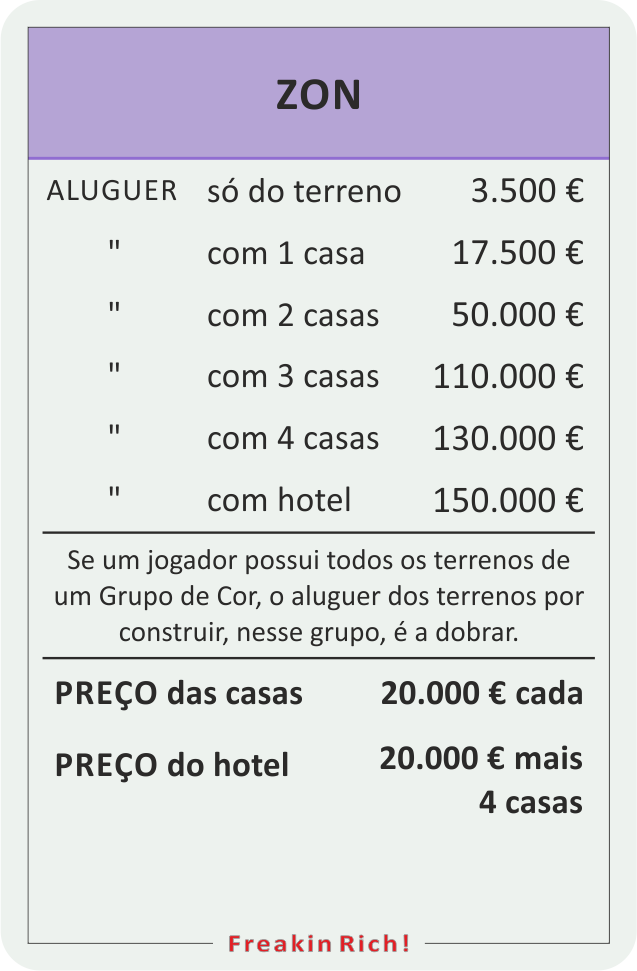 ZON
ALUGUER só do terreno 3.500 €
" com 1 casa 17.500 €
" com 2 casas 50.000 €
" com 3 casas 110.000 €
" com 4 casas 130.000 €
" com hotel 150.000 €
Se um jogador possui todos os terrenos de
um Grupo de Cor, o aluguer dos terrenos por
construir, nesse grupo, é a dobrar.
PREÇO das casas 20.000 € cada
PREÇO do hotel 20.000 € mais
4 casas
Freakin Rich!